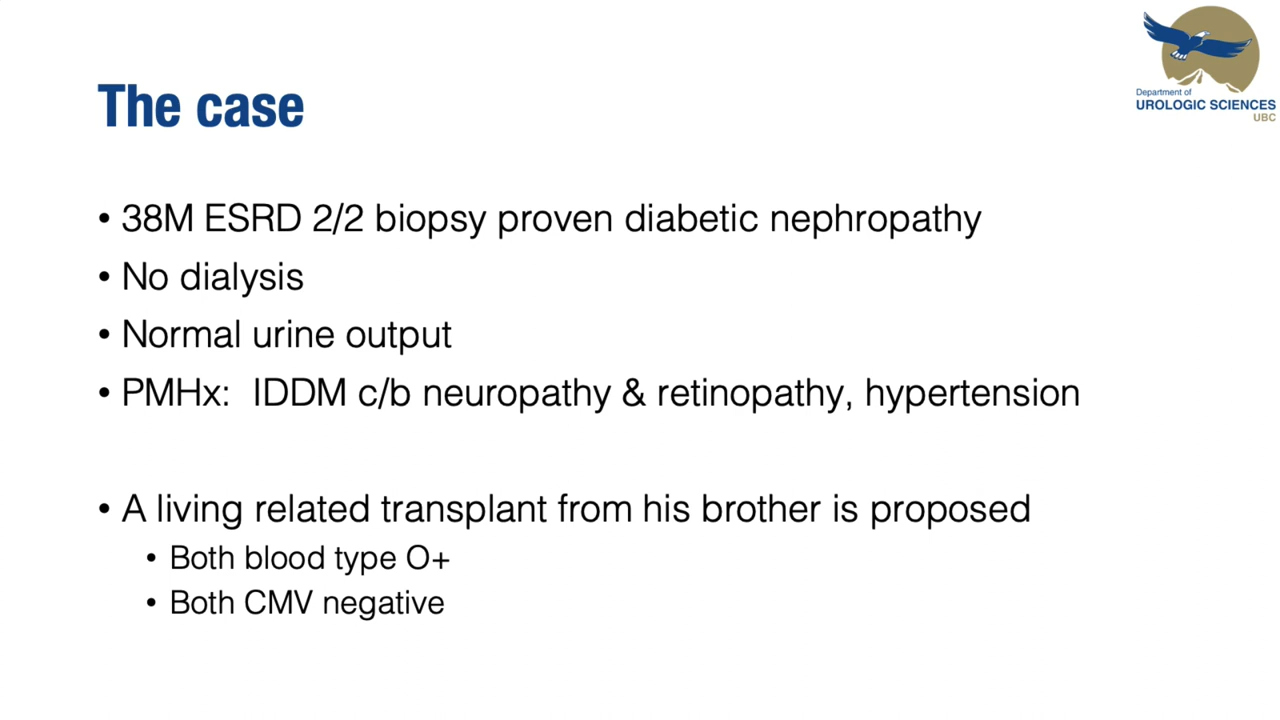 Department of
UROLOGIC SCIENCES
UBC
The case
• 38M ESRD 2/2 biopsy proven diabetic nephropathy
• No dialysis
• Normal urine output
• PMHx: IDDM c/b neuropathy & retinopathy, hypertension
• A living related transplant from his brother is proposed
• Both blood type O+
• Both CMV negative